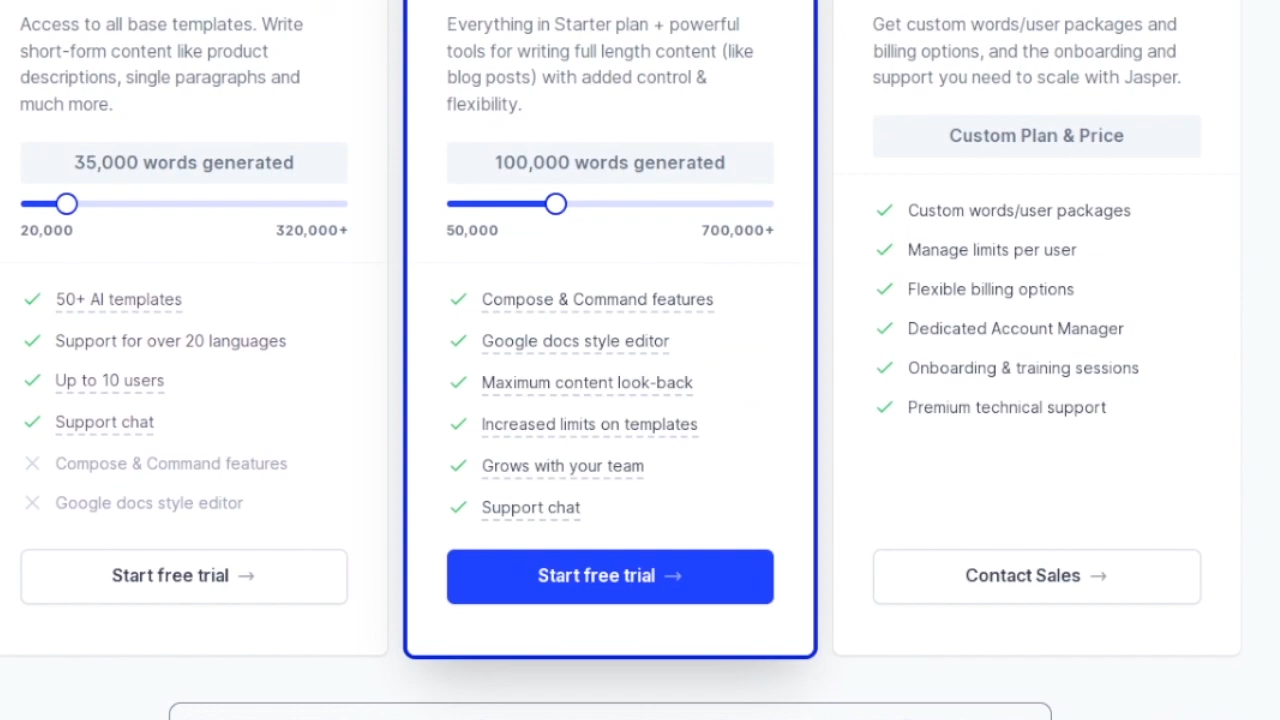 Access to all base templates. Write
short-form content like product
descriptions, single paragraphs and
much more.
35,000 words generated
20,000
320,000+
50+ AI templates
Support for over 20 languages
Up to 10 users
Support chat
Compose & Command features
Google docs style editor
Start free trial →
Everything in Starter plan + powerful
tools for writing full length content (like
blog posts) with added control &
flexibility.
100,000 words generated
50,000
700,000+
Compose & Command features
Google docs style editor
Maximum content look-back
Increased limits on templates
Grows with your team
Support chat
Start free trial →
Get custom words/user packages and
billing options, and the onboarding and
support you need to scale with Jasper.
Custom Plan & Price
Custom words/user packages
Manage limits per user
Flexible billing options
Dedicated Account Manager
Onboarding & training sessions
Premium technical support
Contact Sales →